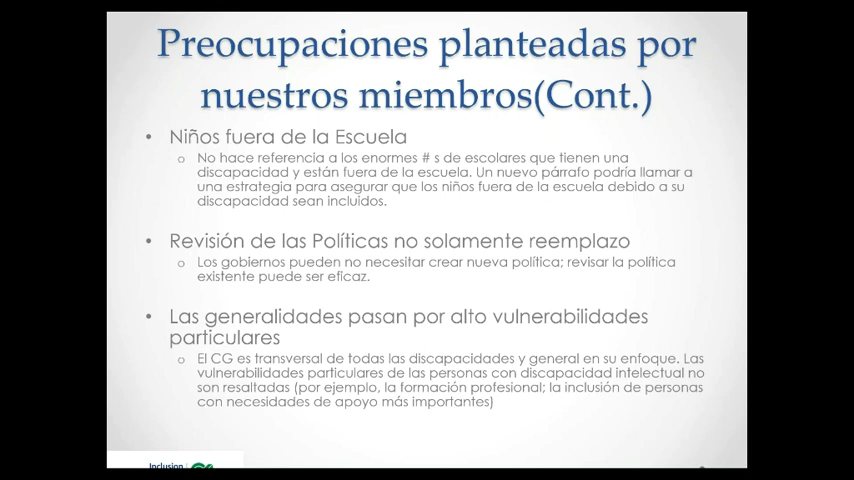 Preocupaciones planteadas por
nuestros miembros(Cont.)
• Niños fuera de la Escuela
o No hace referencia a los enormes # s de escolares que tienen una
discapacidad y están fuera de la escuela. Un nuevo párrafo podría llamar a
una estrategia para asegurar que los niños fuera de la escuela debido a su
discapacidad sean incluidos.
• Revisión de las Políticas no solamente reemplazo
o Los gobiernos pueden no necesitar crear nueva política; revisar la política
existente puede ser eficaz.
• Las generalidades pasan por alto vulnerabilidades
particulares
o El CG es transversal de todas las discapacidades y general en su enfoque. Las
vulnerabilidades particulares de las personas con discapacidad intelectual no
son resaltadas (por ejemplo, la formación profesional; la inclusión de personas
con necesidades de apoyo más importantes)
Inclusion